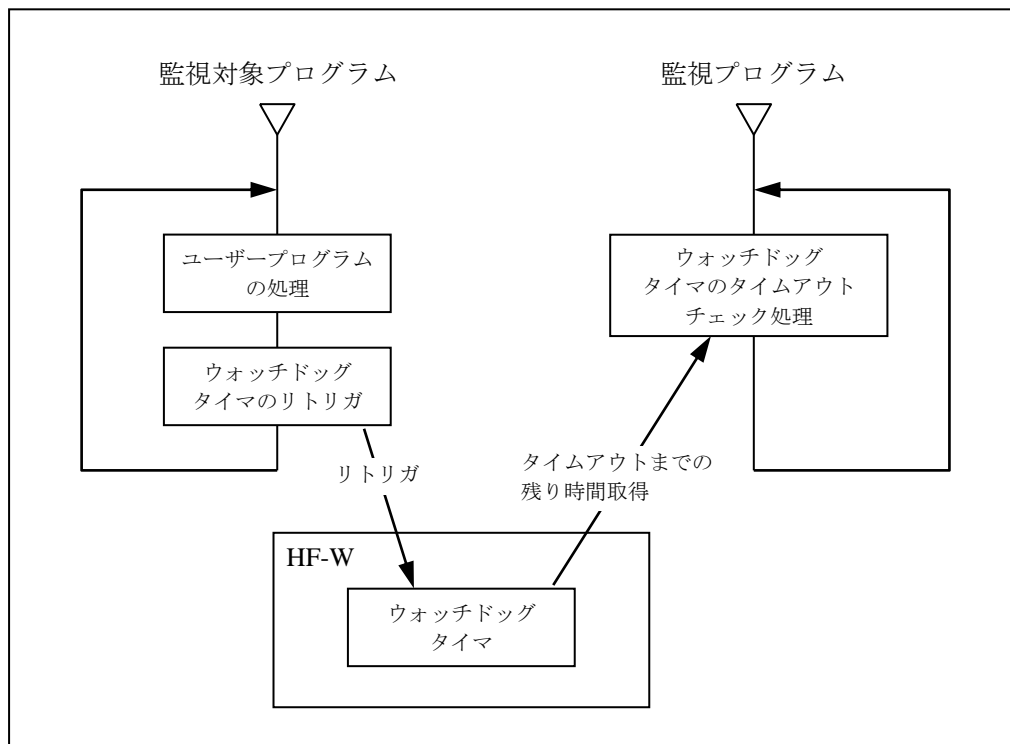 監視対象プログラム
監視プログラム
ユーザープログラム
の処理
ウォッチドッグ
タイマのリトリガ
ウォッチドッグ
タイマのタイムアウト
チェック処理
リトリガ
タイムアウトまでの
残り時間取得
HF-W
ウォッチドッグ
タイマ